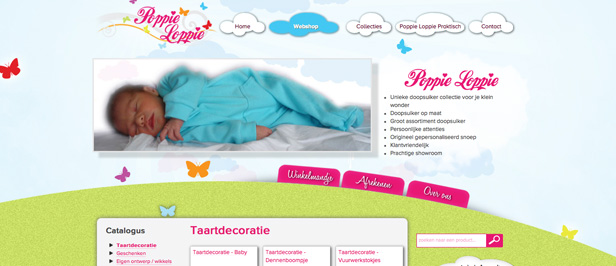 Poppie
Loppie
Home
Webshop
Collecties
Poppie Loppie Praktisch
Contact
Poppie Loppie
Unieke doopsuiker collectie voor je klein
wonder
Doopsuiker op maat
Groot assortiment doopsuiker
Persoonlijke attenties
Origineel gepersonaliseerd snoep
Klantvriendelijk
Prachtige showroom
Winkelmandje
Afrekenen
Over ons
Catalogus
Taartdecoratie
Geschenken
Eigen ontwerp / wikkels
Taartdecoratie
Taartdecoratie - Baby
Taartdecoratie -
Dennenboompje
Taartdecoratie -
Vuurwerkstokjes
zoeken naar een product...